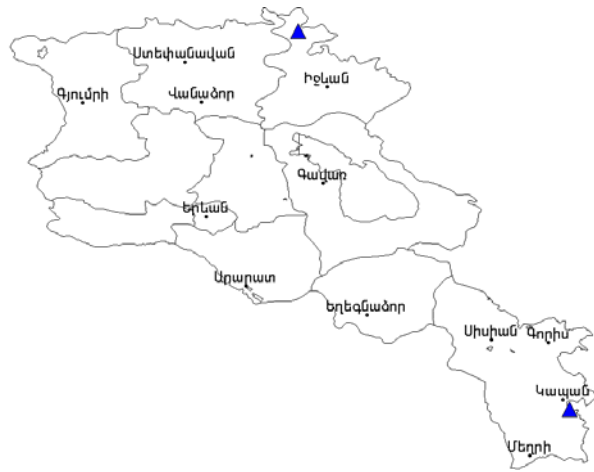 Ստեփանավան
Իջևան
Գյումրի
Վանաձոր
Գավառ
Երևան
Արարատ
Եղեգնաձոր
Սիսիան
Գորիս
Կապան
Մեղրի